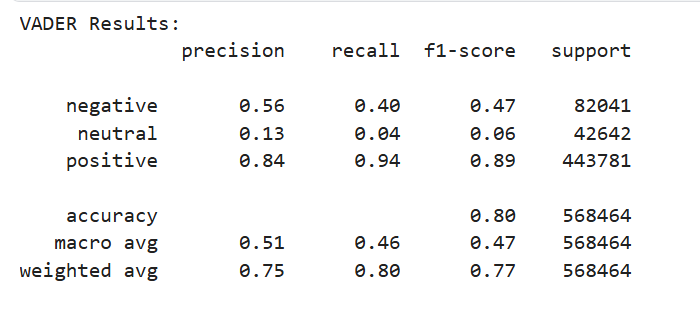 VADER Results:
precision recall f1-score support
negative 0.56 0.40 0.47 82041
neutral 0.13 0.04 0.06 42642
positive 0.84 0.94 0.89 443781
accuracy 0.80 568464
macro avg 0.51 0.46 0.47 568464
weighted avg 0.75 0.80 0.77 568464